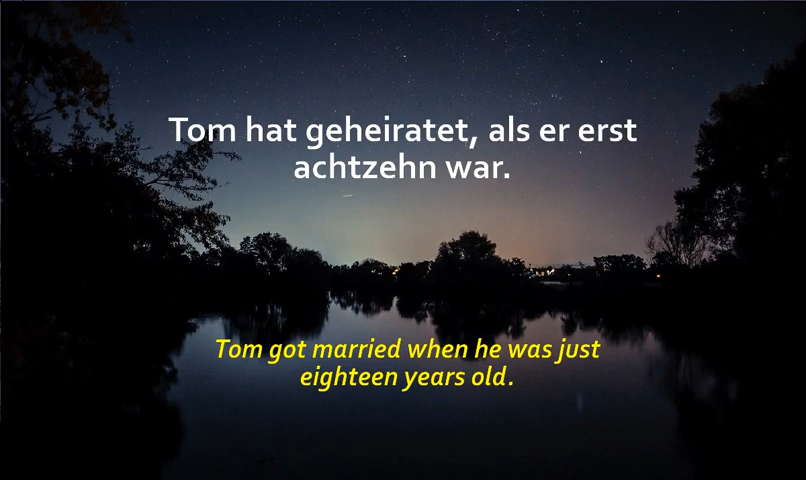 Tom hat geheiratet, als er erst
achtzehn war.
Tom got married when he was just
eighteen years old.